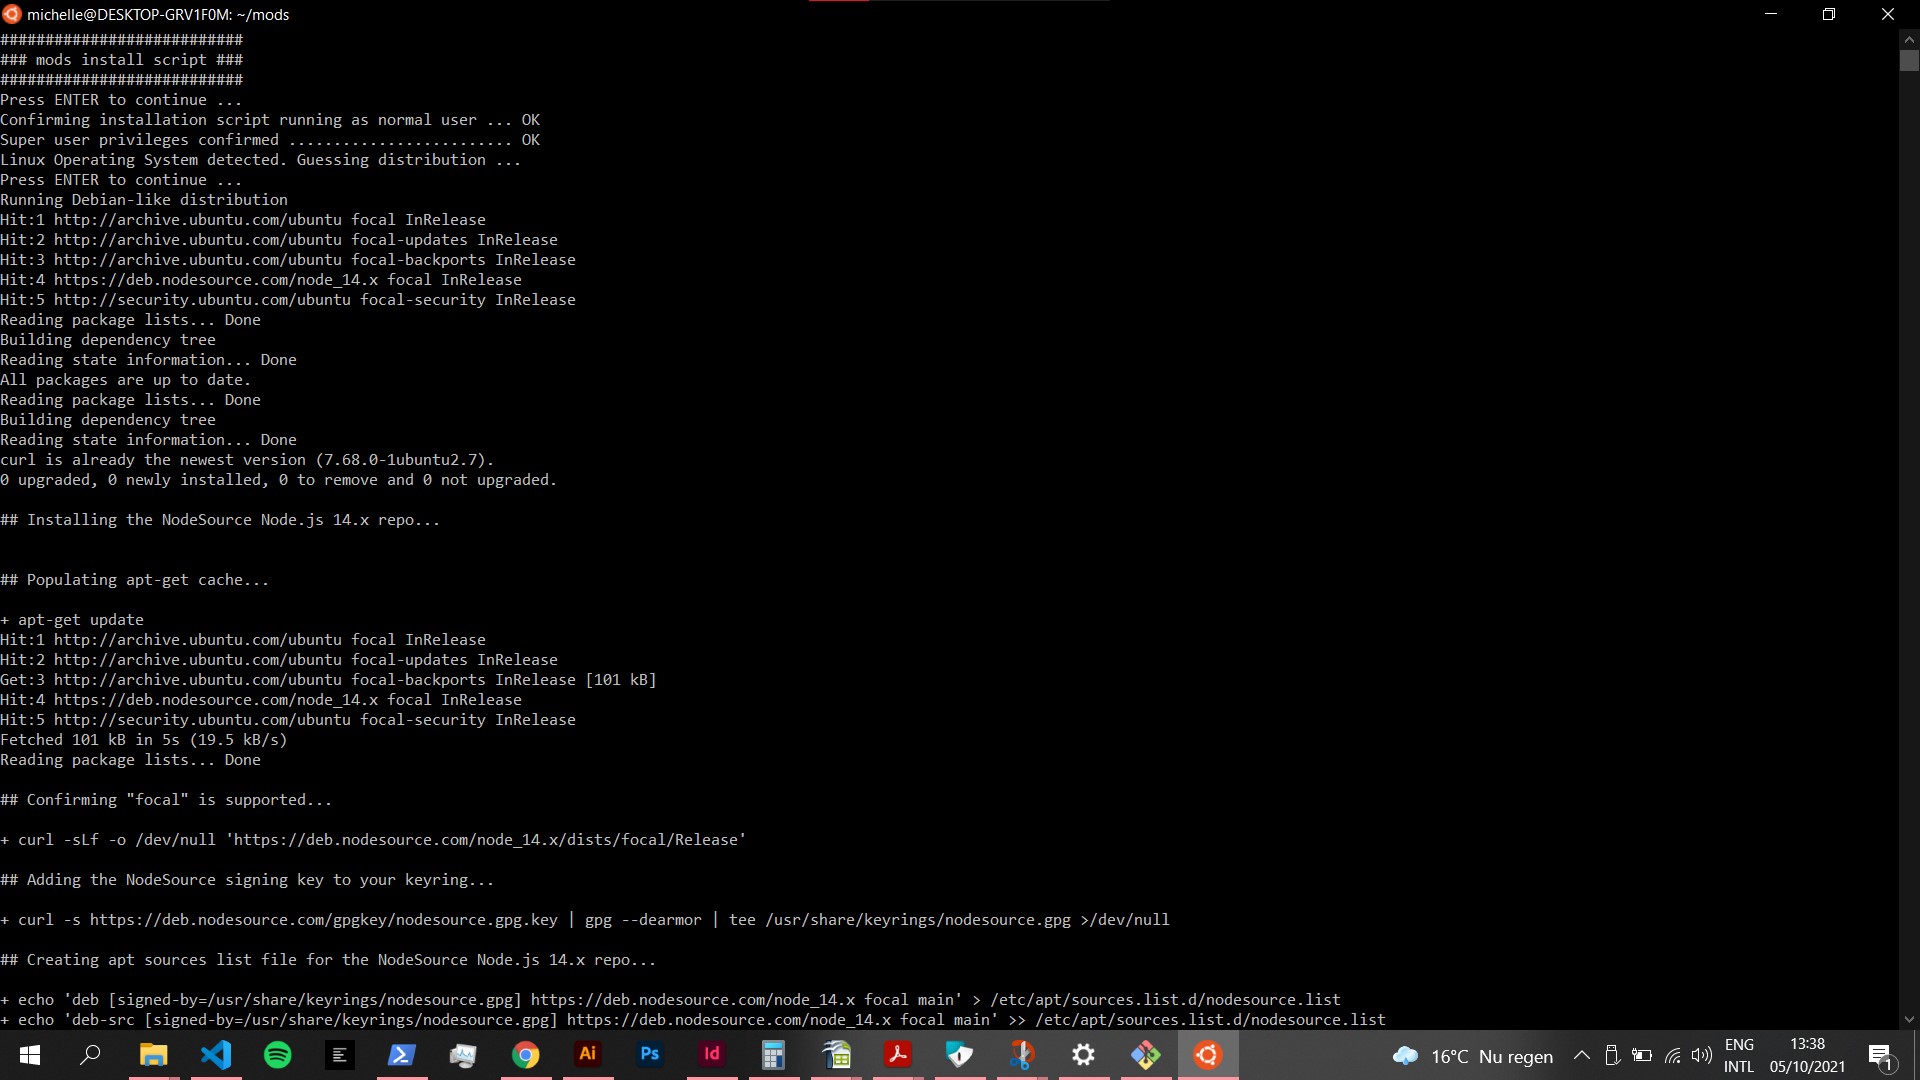 michelle@DESKTOP-GRV1F0M: ~/mods
###########################
### mods install script ###
###########################
Press ENTER to continue ...
Confirming installation script running as normal user ... OK
Super user privileges confirmed ......................... OK
Linux Operating System detected. Guessing distribution ...
Press ENTER to continue ...
Running Debian-like distribution
Hit:1 http://archive.ubuntu.com/ubuntu focal InRelease
Hit:2 http://archive.ubuntu.com/ubuntu focal-updates InRelease
Hit:3 http://archive.ubuntu.com/ubuntu focal-backports InRelease
Hit:4 https://deb.nodesource.com/node_14.x focal InRelease
Hit:5 http://security.ubuntu.com/ubuntu focal-security InRelease
Reading package lists... Done
Building dependency tree
Reading state information... Done
All packages are up to date.
Reading package lists... Done
Building dependency tree
Reading state information... Done
curl is already the newest version (7.68.0-1ubuntu2.7).
0 upgraded, 0 newly installed, 0 to remove and 0 not upgraded.
## Installing the NodeSource Node.js 14.x repo...
## Populating apt-get cache...
+ apt-get update
Hit:1 http://archive.ubuntu.com/ubuntu focal InRelease
Hit:2 http://archive.ubuntu.com/ubuntu focal-updates InRelease
Get:3 http://archive.ubuntu.com/ubuntu focal-backports InRelease [101 kB]
Hit:4 https://deb.nodesource.com/node_14.x focal InRelease
Hit:5 http://security.ubuntu.com/ubuntu focal-security InRelease
Fetched 101 kB in 5s (19.5 kB/s)
Reading package lists... Done
## Confirming "focal" is supported...
+ curl -sLf -o /dev/null 'https://deb.nodesource.com/node_14.x/dists/focal/Release'
## Adding the NodeSource signing key to your keyring...
+ curl -s https://deb.nodesource.com/gpgkey/nodesource.gpg.key | gpg --dearmor | tee /usr/share/keyrings/nodesource.gpg >/dev/null
## Creating apt sources list file for the NodeSource Node.js 14.x repo...
+ echo 'deb [signed-by=/usr/share/keyrings/nodesource.gpg] https://deb.nodesource.com/node_14.x focal main' > /etc/apt/sources.list.d/nodesource.list
+ echo 'deb-src [signed-by=/usr/share/keyrings/nodesource.gpg] https://deb.nodesource.com/node_14.x focal main' >> /etc/apt/sources.list.d/nodesource.list
Ai
Ps
Id
16°C Nu regen
ENG
INTL
13:38
05/10/2021
1